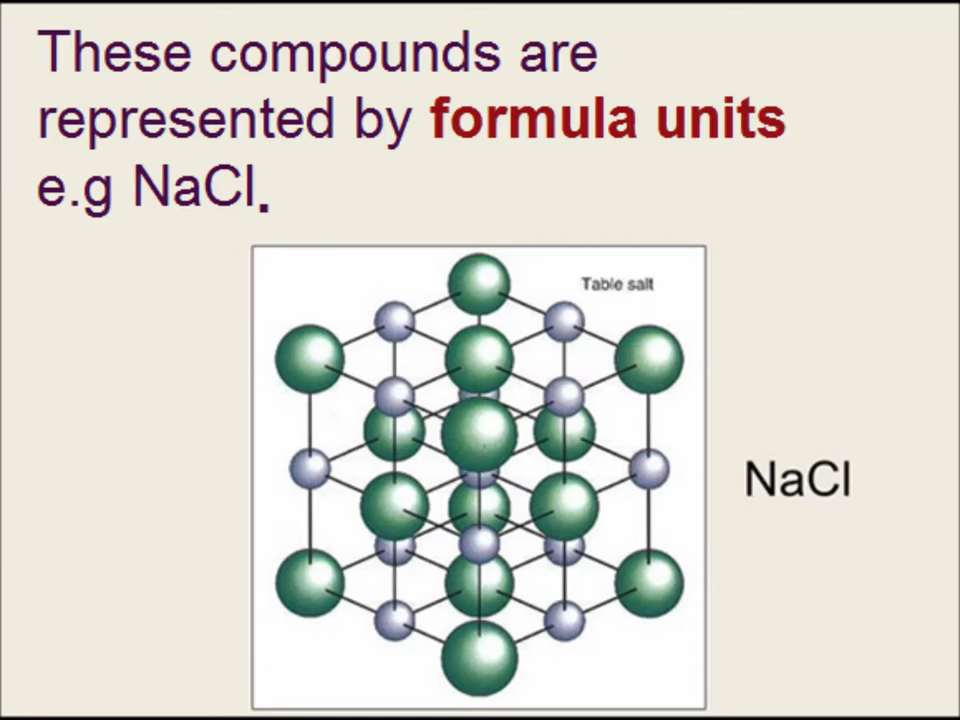 These compounds are
represented by formula units
e.g NaCl.
Table salt
NaCl